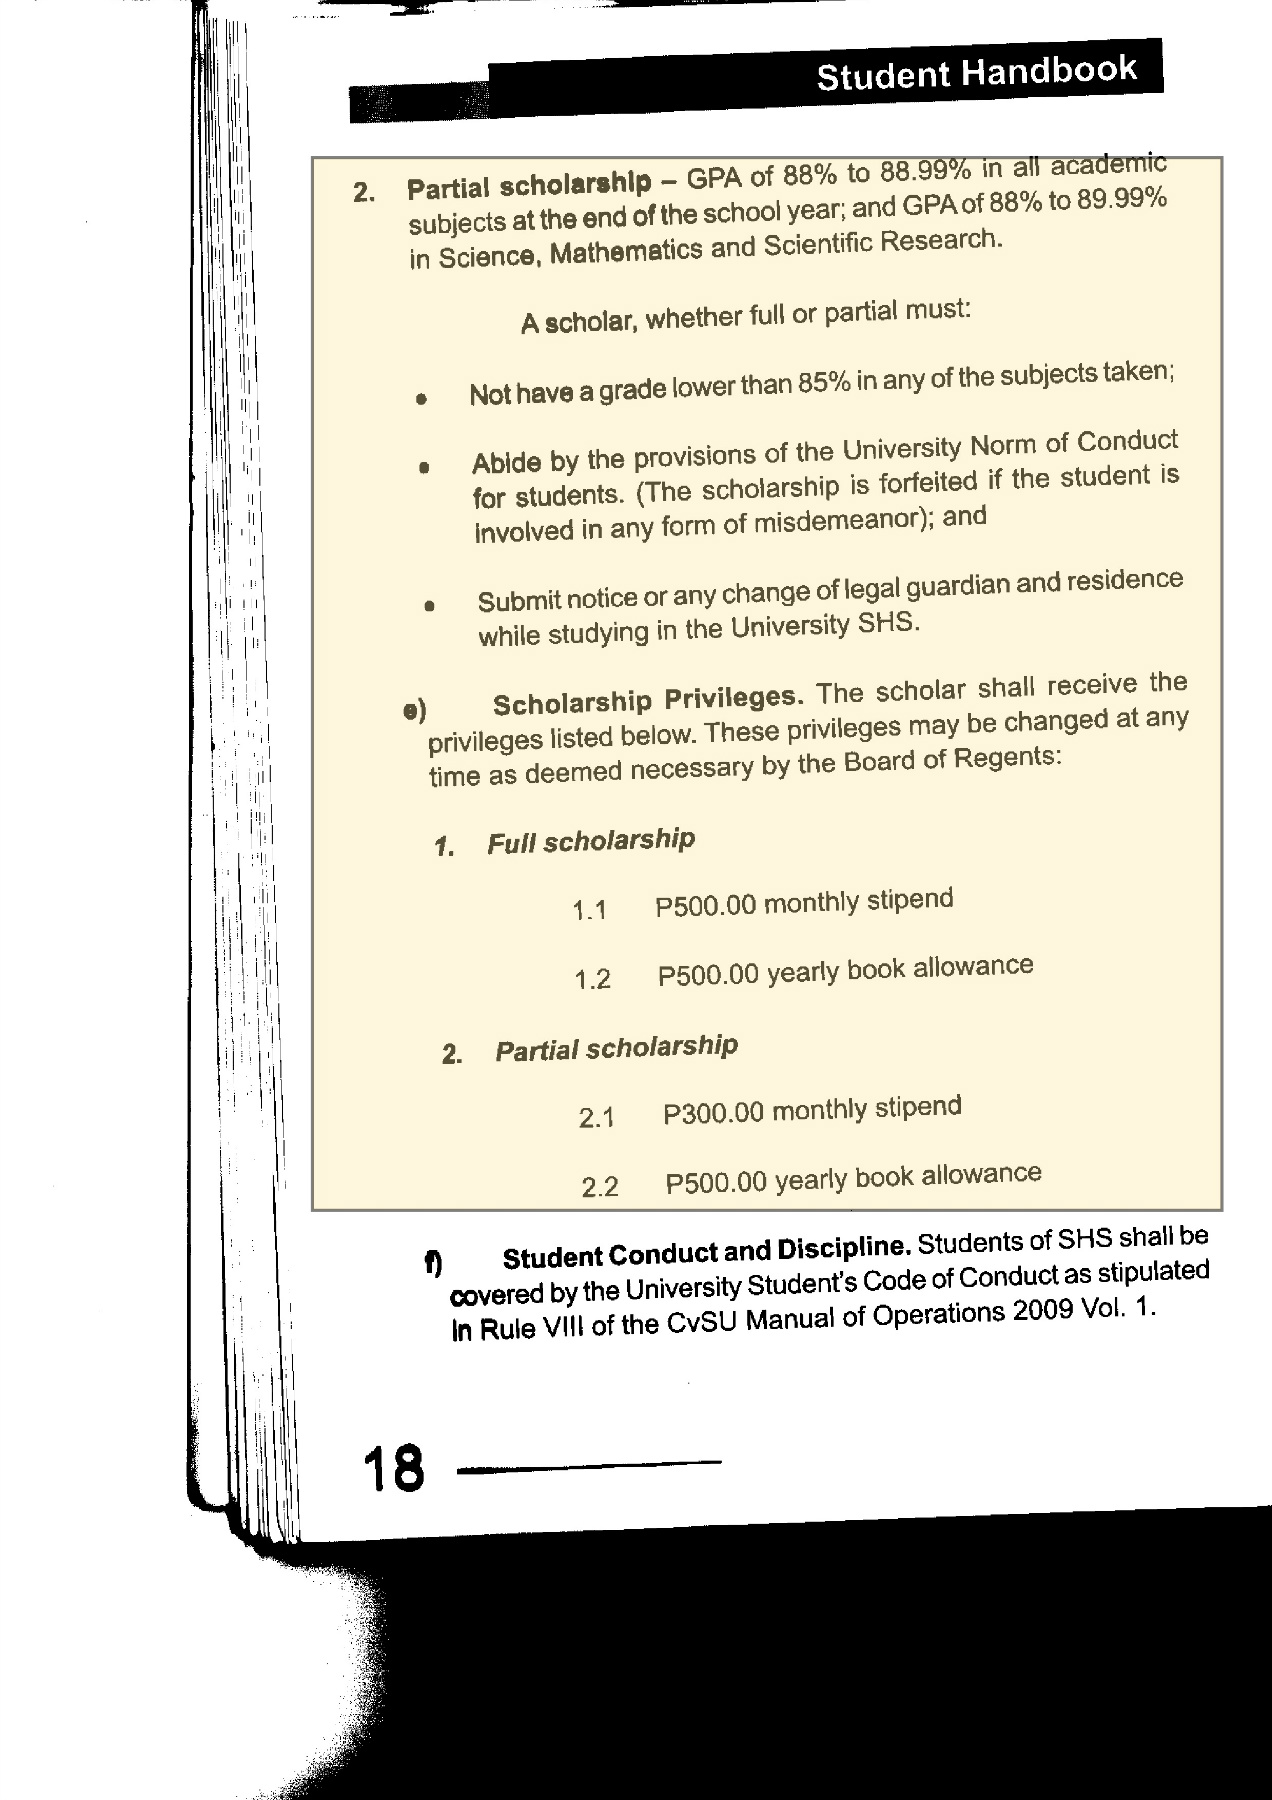 Student Handbook
2. Partial scholarship – GPA of 88% to 88.99% in all academic
subjects at the end of the school year; and GPA of 88% to 89.99%
in Science, Mathematics and Scientific Research.
A scholar, whether full or partial must:
• Not have a grade lower than 85% in any of the subjects taken;
• Abide by the provisions of the University Norm of Conduct
for students. (The scholarship is forfeited if the student is
involved in any form of misdemeanor); and
• Submit notice or any change of legal guardian and residence
while studying in the University SHS.
e) Scholarship Privileges. The scholar shall receive the
privileges listed below. These privileges may be changed at any
time as deemed necessary by the Board of Regents:
1. Full scholarship
1.1 P500.00 monthly stipend
1.2 P500.00 yearly book allowance
2. Partial scholarship
2.1 P300.00 monthly stipend
2.2 P500.00 yearly book allowance
f) Student Conduct and Discipline. Students of SHS shall be
covered by the University Student's Code of Conduct as stipulated
in Rule VIII of the CvSU Manual of Operations 2009 Vol. 1.
18